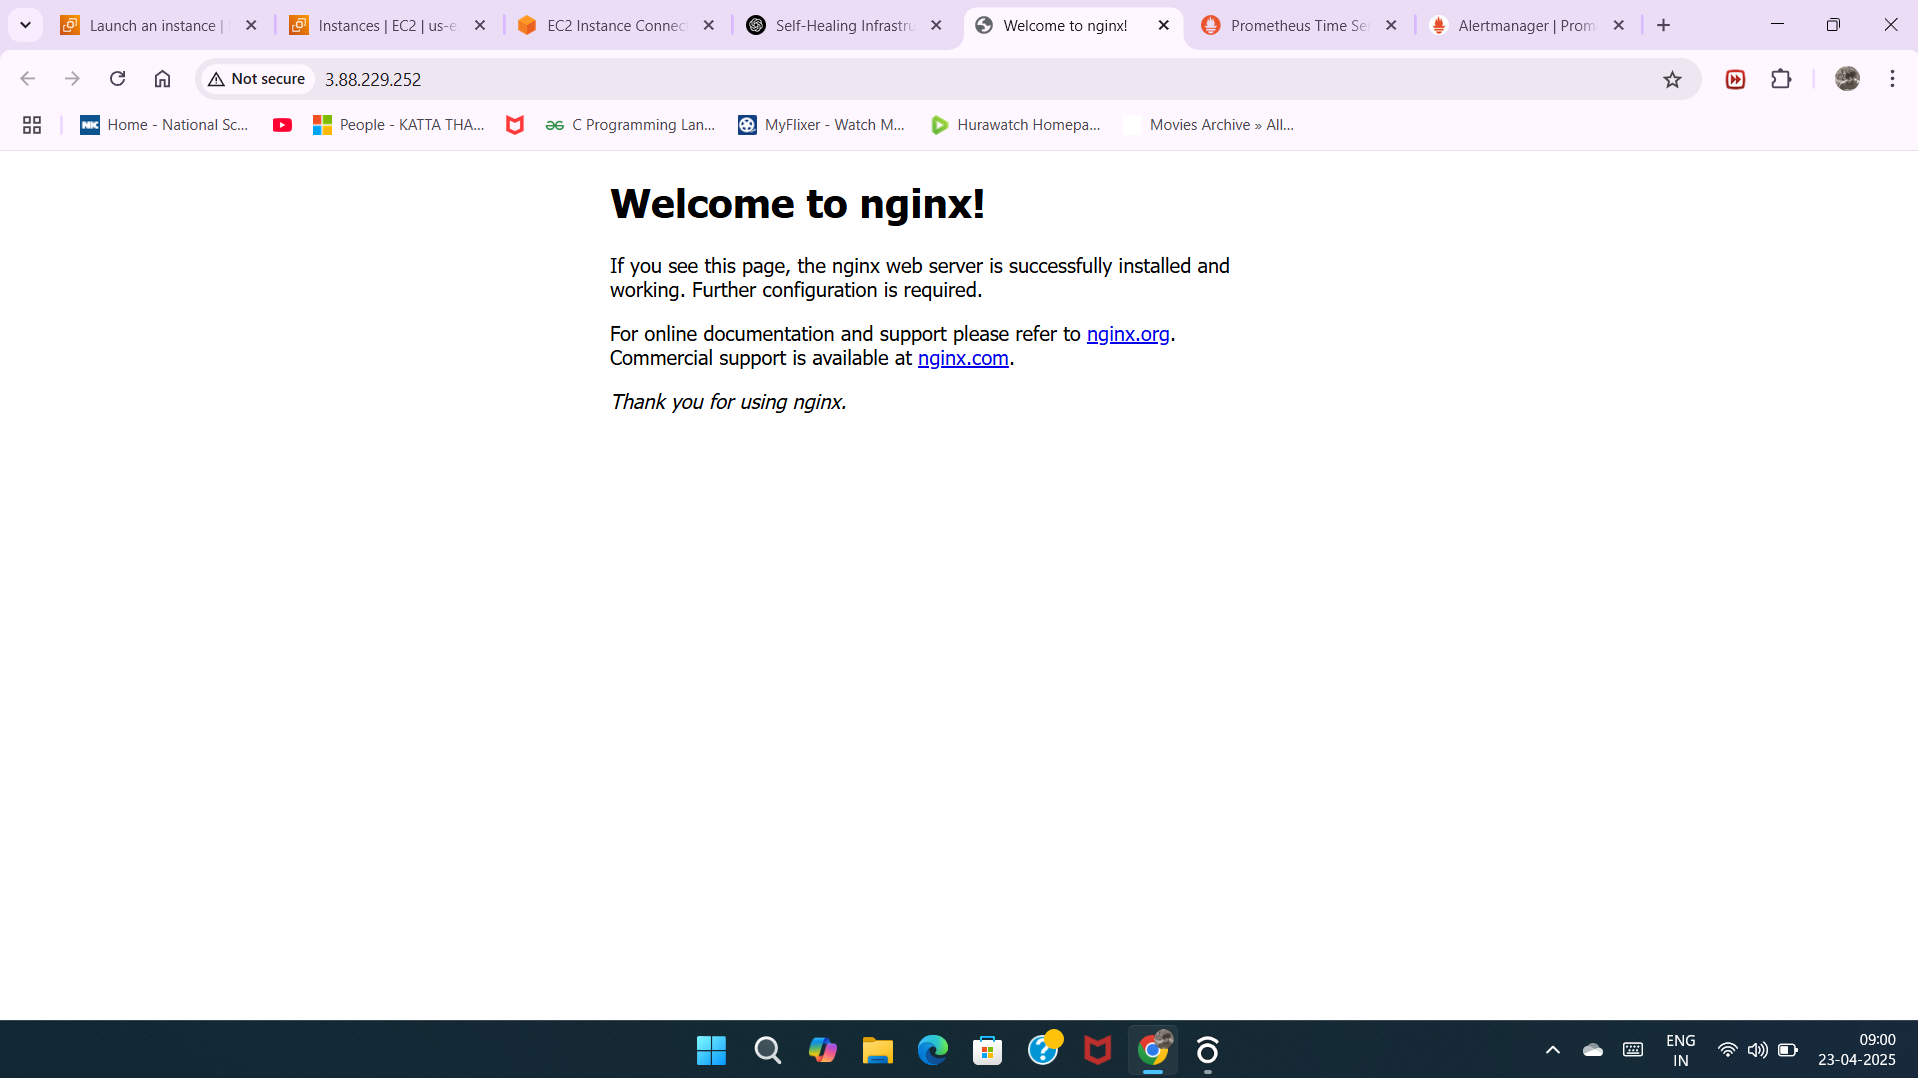 Launch an instance |
Instances | EC2 | us-e
EC2 Instance Connect
Self-Healing Infrastru
Welcome to nginx!
Prometheus Time Ser
Alertmanager | Prom
Not secure
3.88.229.252
NK
Home - National Sc...
People - KATTA THA...
C Programming Lan...
MyFlixer - Watch M...
Hurawatch Homepa...
Movies Archive » All...
Welcome to nginx!
If you see this page, the nginx web server is successfully installed and
working. Further configuration is required.
For online documentation and support please refer to nginx.org.
Commercial support is available at nginx.com.
Thank you for using nginx.
ENG
IN
09:00
23-04-2025